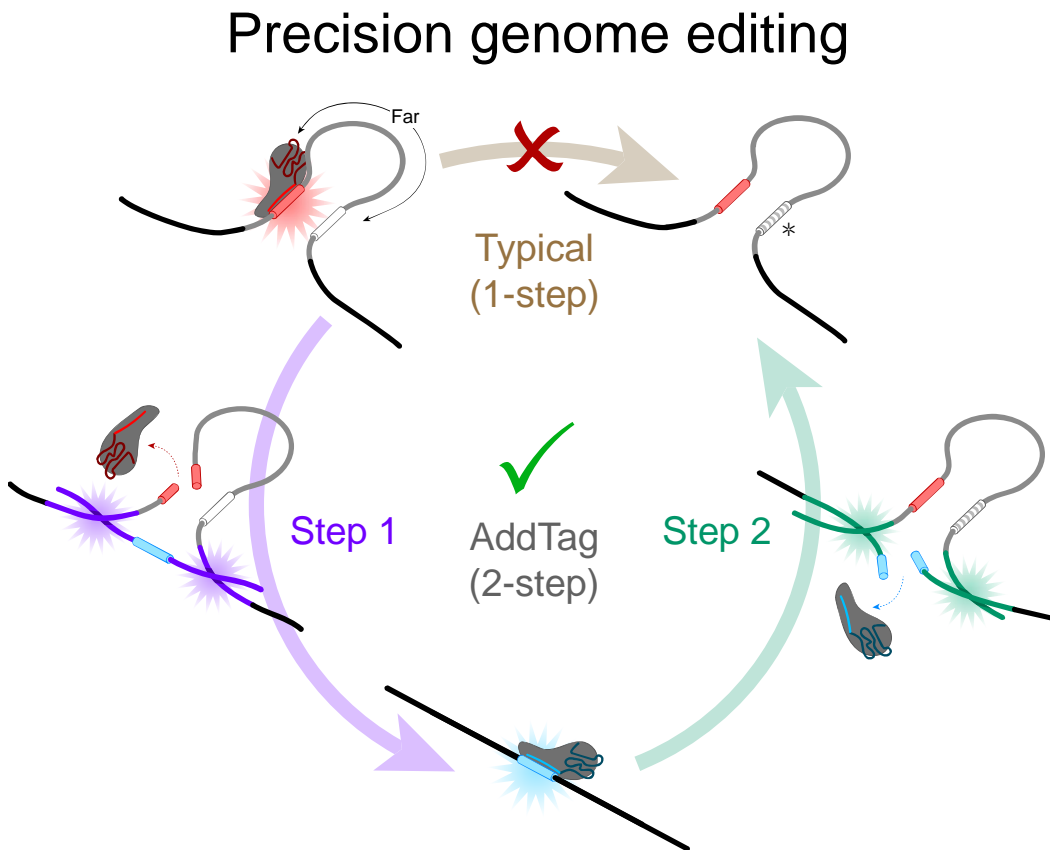 Precision genome editing
Far
Typical
(1-step)
*
Step 1
AddTag
(2-step)
Step 2